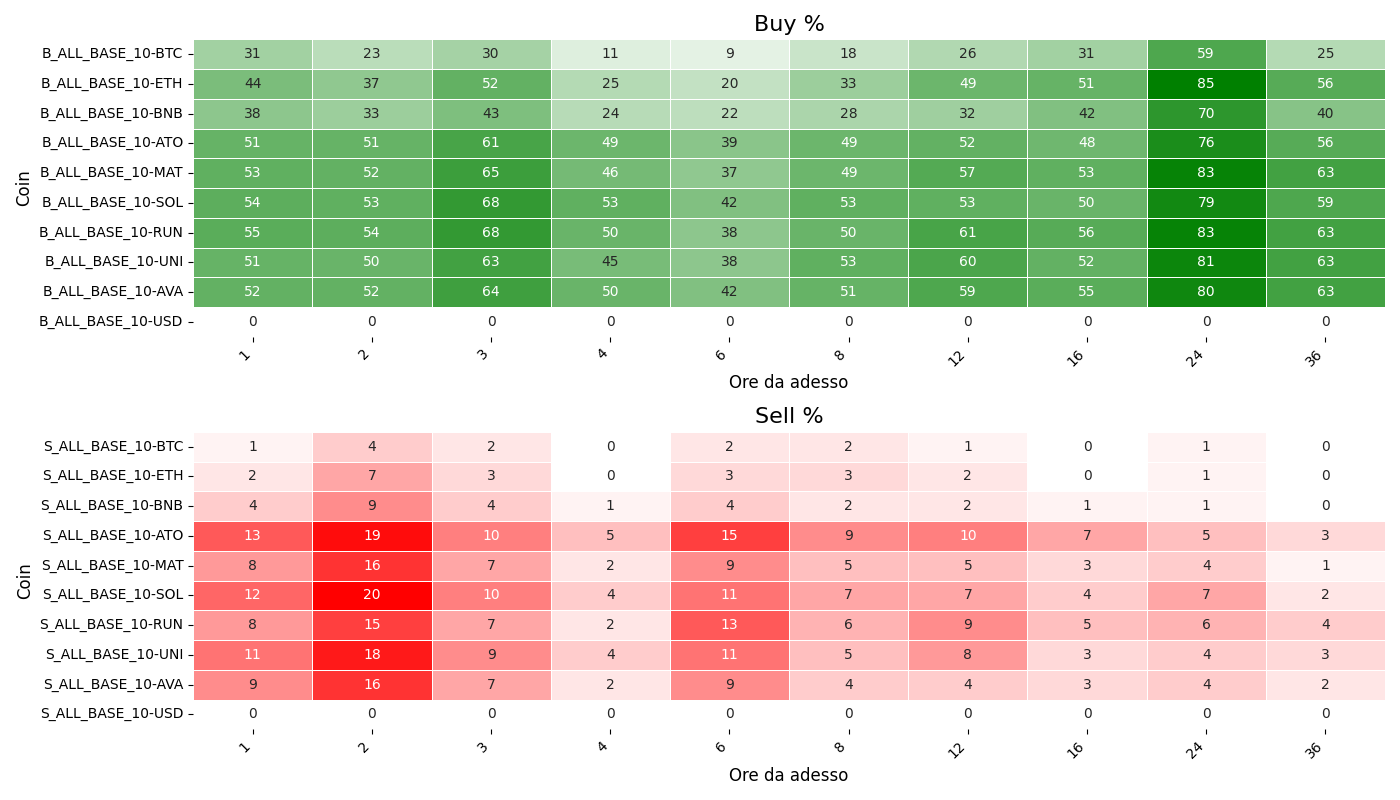 Buy %
Coin
B_ALL_BASE_10-BTC 31 23 30 11 9 18 26 31 59 25
B_ALL_BASE_10-ETH 44 37 52 25 20 33 49 51 85 56
B_ALL_BASE_10-BNB 38 33 43 24 22 28 32 42 70 40
B_ALL_BASE_10-ATO 51 51 61 49 39 49 52 48 76 56
B_ALL_BASE_10-MAT 53 52 65 46 37 49 57 53 83 63
B_ALL_BASE_10-SOL 54 53 68 53 42 53 53 50 79 59
B_ALL_BASE_10-RUN 55 54 68 50 38 50 61 56 83 63
B_ALL_BASE_10-UNI 51 50 63 45 38 53 60 52 81 63
B_ALL_BASE_10-AVA 52 52 64 50 42 51 59 55 80 63
B_ALL_BASE_10-USD 0 0 0 0 0 0 0 0 0 0
1 2 3 4 6 8 12 16 24 36
Ore da adesso
Sell %
Coin
S_ALL_BASE_10-BTC 1 4 2 0 2 2 1 0 1 0
S_ALL_BASE_10-ETH 2 7 3 0 3 3 2 0 1 0
S_ALL_BASE_10-BNB 4 9 4 1 4 2 2 1 1 0
S_ALL_BASE_10-ATO 13 19 10 5 15 9 10 7 5 3
S_ALL_BASE_10-MAT 8 16 7 2 9 5 5 3 4 1
S_ALL_BASE_10-SOL 12 20 10 4 11 7 7 4 7 2
S_ALL_BASE_10-RUN 8 15 7 2 13 6 9 5 6 4
S_ALL_BASE_10-UNI 11 18 9 4 11 5 8 3 4 3
S_ALL_BASE_10-AVA 9 16 7 2 9 4 4 3 4 2
S_ALL_BASE_10-USD 0 0 0 0 0 0 0 0 0 0
1 2 3 4 6 8 12 16 24 36
Ore da adesso